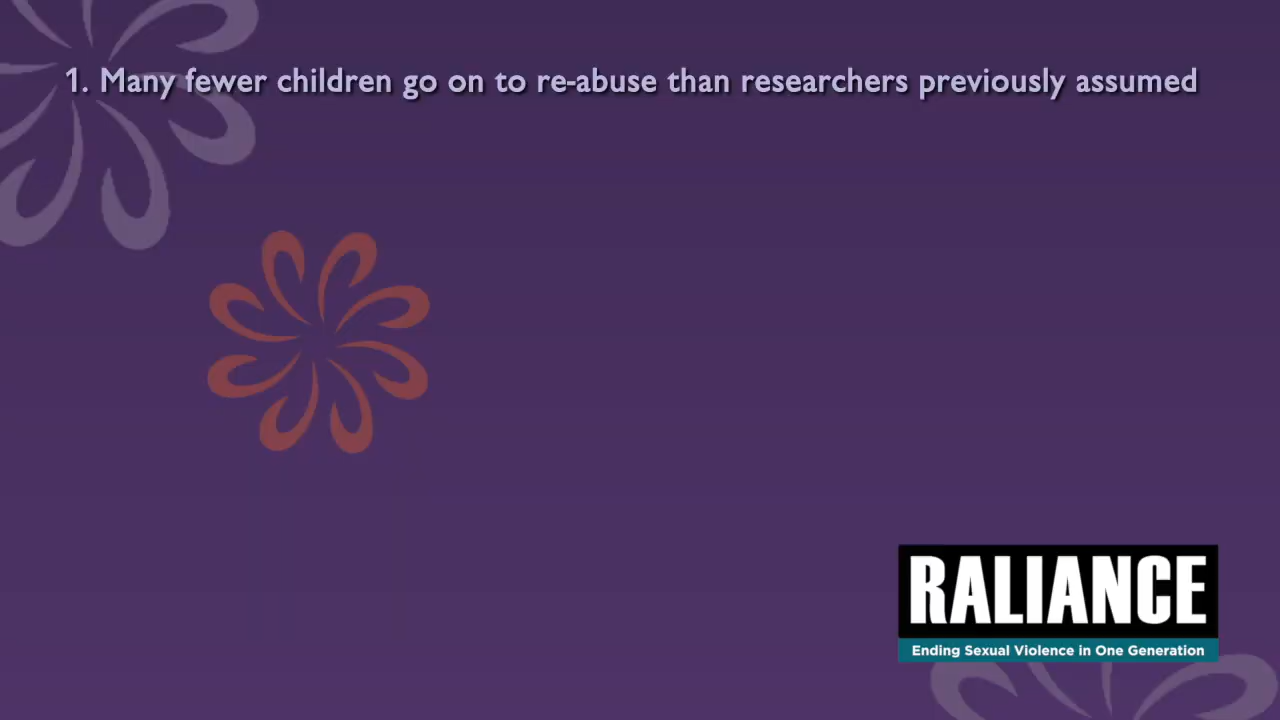 1. Many fewer children go on to re-abuse than researchers previously assumed
RALIANCE
Ending Sexual Violence in One Generation